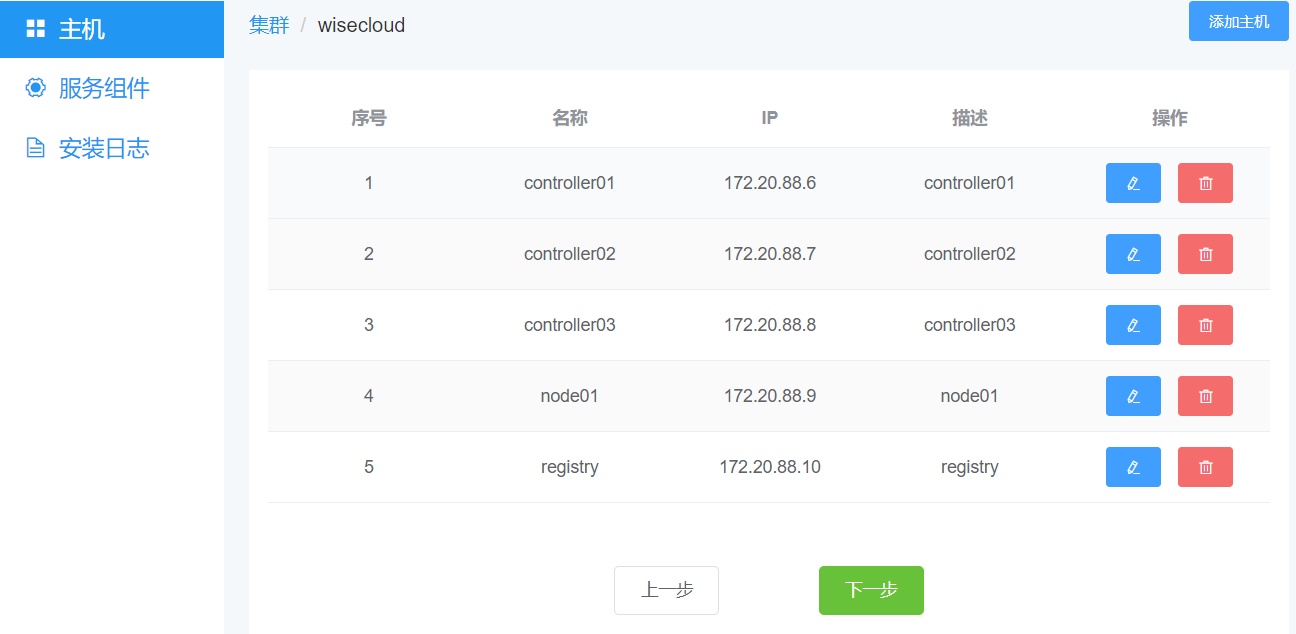 主机
服务组件
安装日志
集群 / wisecloud
添加主机
序号 名称 IP 描述 操作
1 controller01 172.20.88.6 controller01
2 controller02 172.20.88.7 controller02
3 controller03 172.20.88.8 controller03
4 node01 172.20.88.9 node01
5 registry 172.20.88.10 registry
上一步 下一步